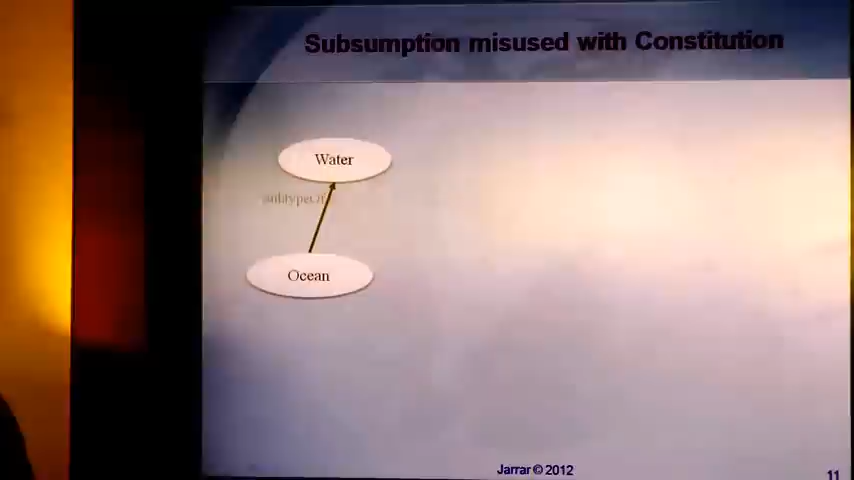 Subsumption misused with Constitution
Water
Ocean
Jarrar © 2012
11